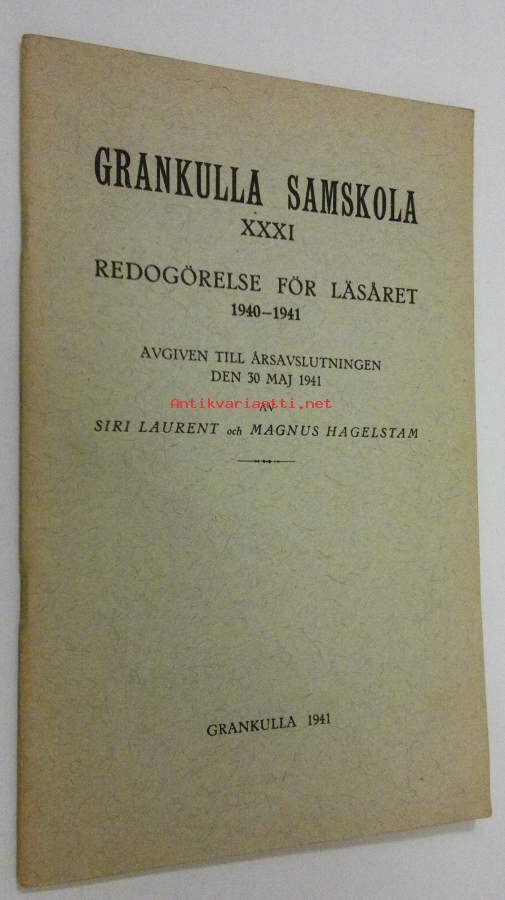 GRANKULLA SAMSKOLA
XXXI
REDOGÖRELSE FÖR LÄSÅRET
1940–1941
AVGIVEN TILL ÅRSAVSLUTNINGEN
DEN 30 MAJ 1941
Antikvariaatti.net
AV
SIRI LAURENT och MAGNUS HAGELSTAM
GRANKULLA 1941